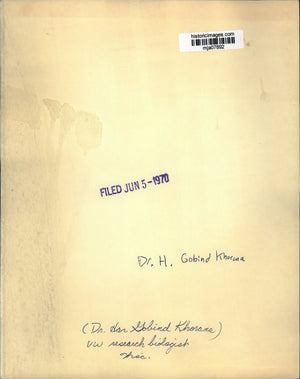 historicimages.com
mja07892
FILED JUN 5-1970
Dr. H. Gobind Khorana
(Dr. Har Gobind Khorana)
UW research biologist